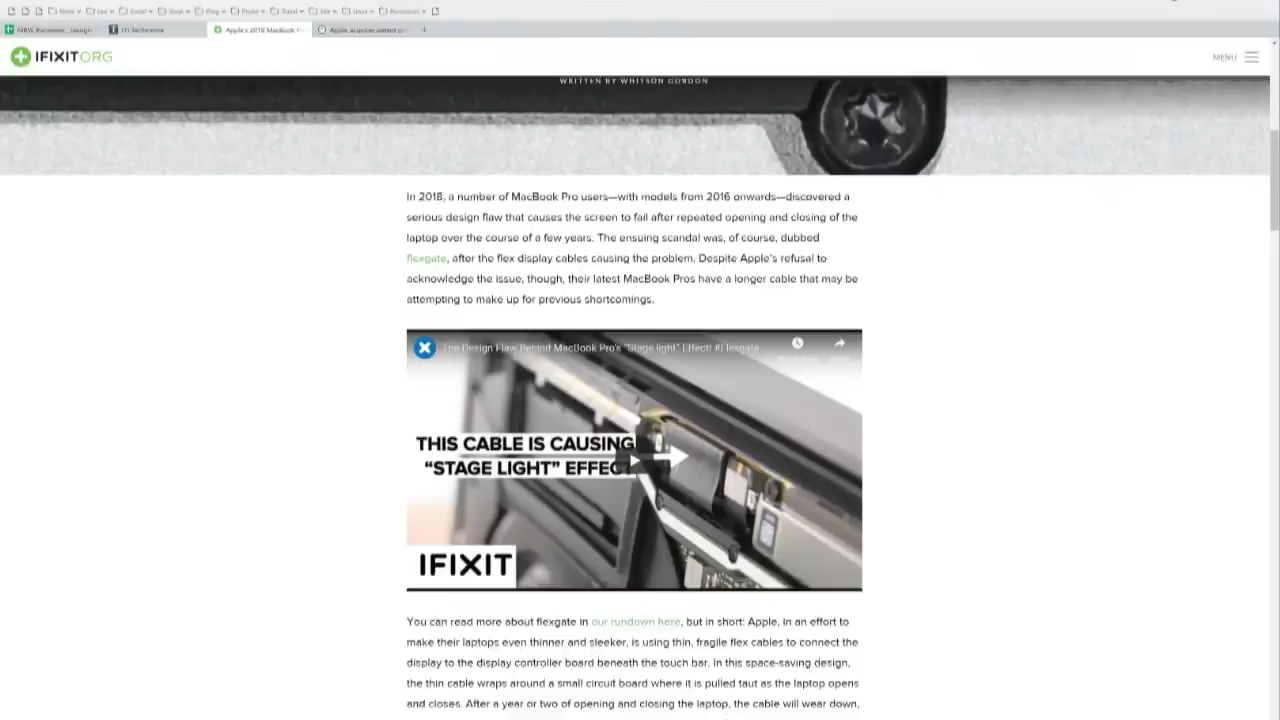 IFIXITORG
MENU
WRITTEN BY WHITSON GORDON
In 2018, a number of MacBook Pro users—with models from 2016 onwards—discovered a
serious design flaw that causes the screen to fail after repeated opening and closing of the
laptop over the course of a few years. The ensuing scandal was, of course, dubbed
flexgate, after the flex display cables causing the problem. Despite Apple's refusal to
acknowledge the issue, though, their latest MacBook Pros have a longer cable that may be
attempting to make up for previous shortcomings.
The Design Flaw Behind MacBook Pro's "Stage light" Effect! #Flexgate
THIS CABLE IS CAUSING
"STAGE LIGHT" EFFECT
IFIXIT
You can read more about flexgate in our rundown here, but in short: Apple, in an effort to
make their laptops even thinner and sleeker, is using thin, fragile flex cables to connect the
display to the display controller board beneath the touch bar. In this space-saving design,
the thin cable wraps around a small circuit board where it is pulled taut as the laptop opens
and closes. After a year or two of opening and closing the laptop, the cable will wear down,